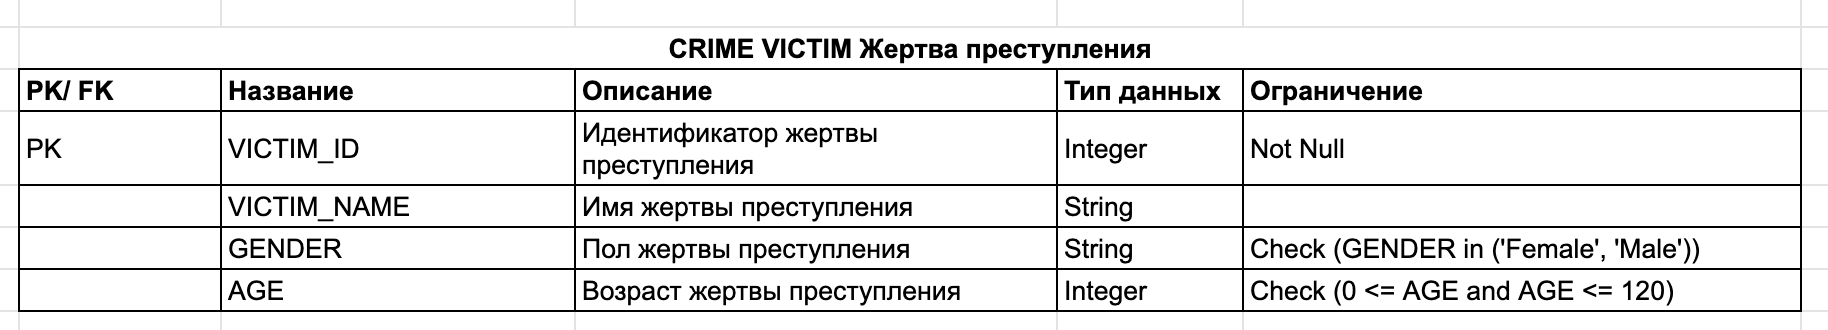 CRIME VICTIM Жертва преступления
PK/ FK Название Описание Тип данных Ограничение
PK VICTIM_ID Идентификатор жертвы преступления Integer Not Null
VICTIM_NAME Имя жертвы преступления String
GENDER Пол жертвы преступления String Check (GENDER in ('Female', 'Male'))
AGE Возраст жертвы преступления Integer Check (0 <= AGE and AGE <= 120)